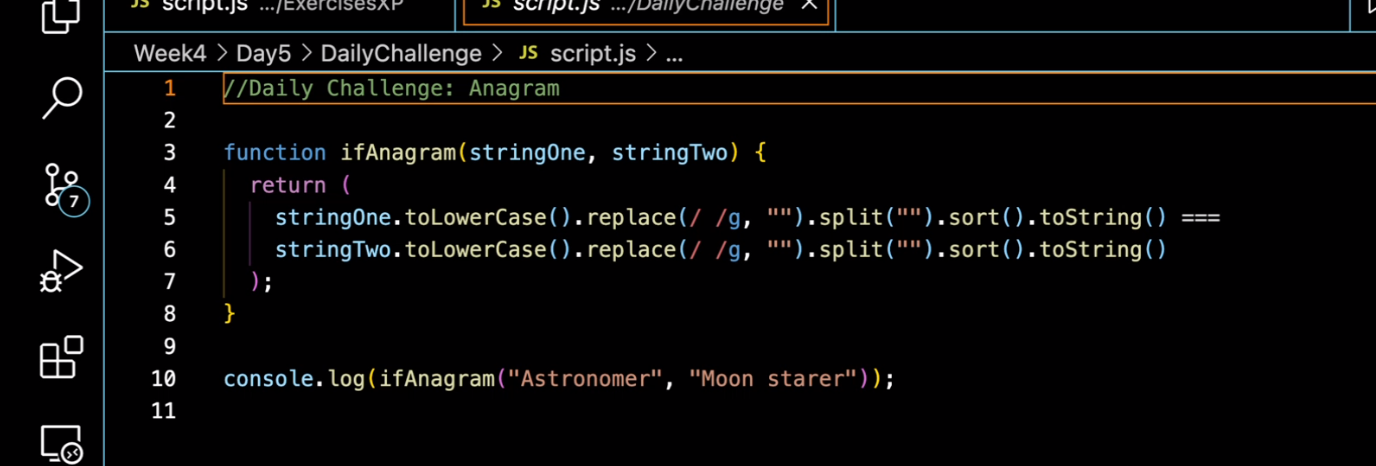 JS script.js .../ExercisesXP JS script.js .../DailyChallenge
Week4 > Day5 > DailyChallenge > JS script.js > ...
1 //Daily Challenge: Anagram
2
3 function ifAnagram(stringOne, stringTwo) {
4 return (
5 stringOne.toLowerCase().replace(/ /g, "").split("").sort().toString() ===
6 stringTwo.toLowerCase().replace(/ /g, "").split("").sort().toString()
7 );
7
8 }
9
10 console.log(ifAnagram("Astronomer", "Moon starer"));
11